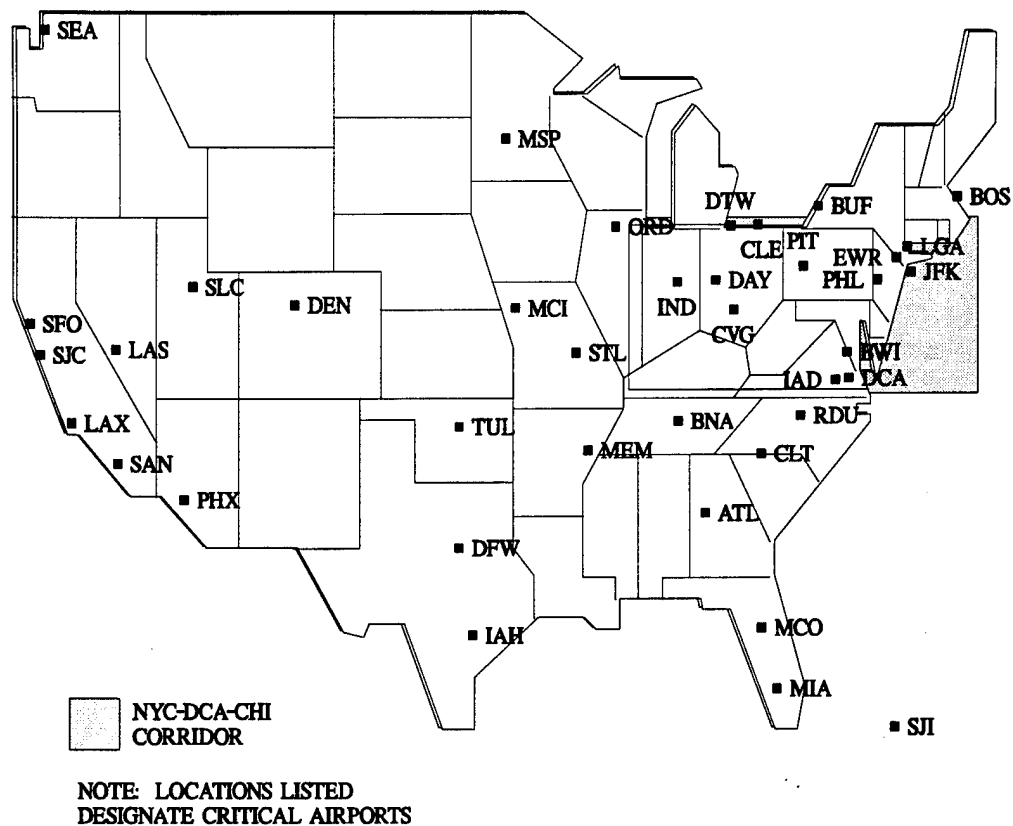 SEA
MSP
BOS
DTW
BUF
ORD
CLE
PIT
LGA
EWR
JFK
PHL
DAY
SLC
IND
DEN
MCI
CVG
SFO
SJC
LAS
STL
BWI
IAD
DCA
LAX
TUL
BNA
RDU
MEM
CLT
SAN
PHX
ATL
DFW
IAH
MCO
MIA
SJI
NYC-DCA-CHI
CORRIDOR
NOTE: LOCATIONS LISTED
DESIGNATE CRITICAL AIRPORTS